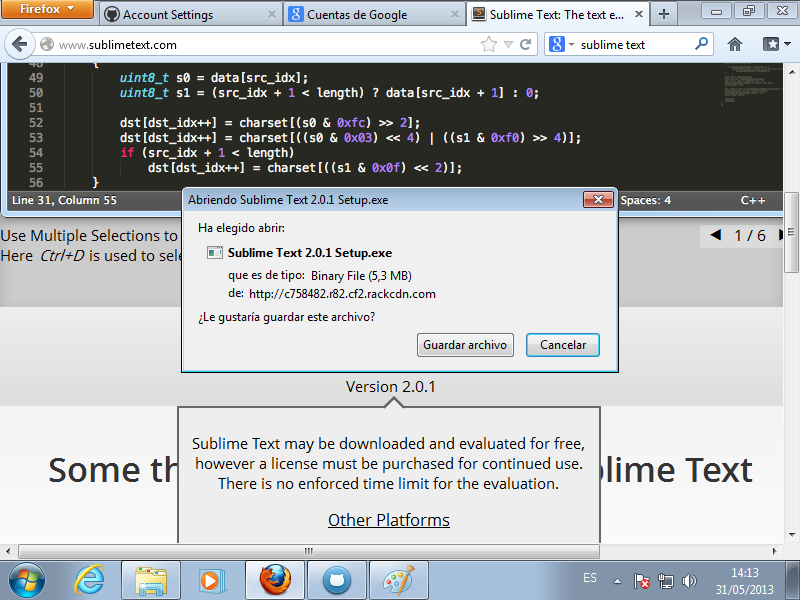 Firefox
Account Settings
Cuentas de Google
Sublime Text: The text e...
www.sublimetext.com
sublime text
48 {
49 uint8_t s0 = data[src_idx];
50 uint8_t s1 = (src_idx + 1 < length) ? data[src_idx + 1] : 0;
51
52 dst[dst_idx++] = charset[(s0 & 0xfc) >> 2];
53 dst[dst_idx++] = charset[((s0 & 0x03) << 4) | ((s1 & 0xf0) >> 4)];
54 if (src_idx + 1 < length)
55 dst[dst_idx++] = charset[((s1 & 0x0f) << 2)];
56 }
Line 31, Column 55
Spaces: 4
C++
Use Multiple Selections to
Here Ctrl+D is used to sele
1 / 6
Abriendo Sublime Text 2.0.1 Setup.exe
Ha elegido abrir:
Sublime Text 2.0.1 Setup.exe
que es de tipo: Binary File (5,3 MB)
de: http://c758482.r82.cf2.rackcdn.com
¿Le gustaría guardar este archivo?
Guardar archivo
Cancelar
Version 2.0.1
Some th
blime Text
Sublime Text may be downloaded and evaluated for free,
however a license must be purchased for continued use.
There is no enforced time limit for the evaluation.
Other Platforms
ES
14:13
31/05/2013